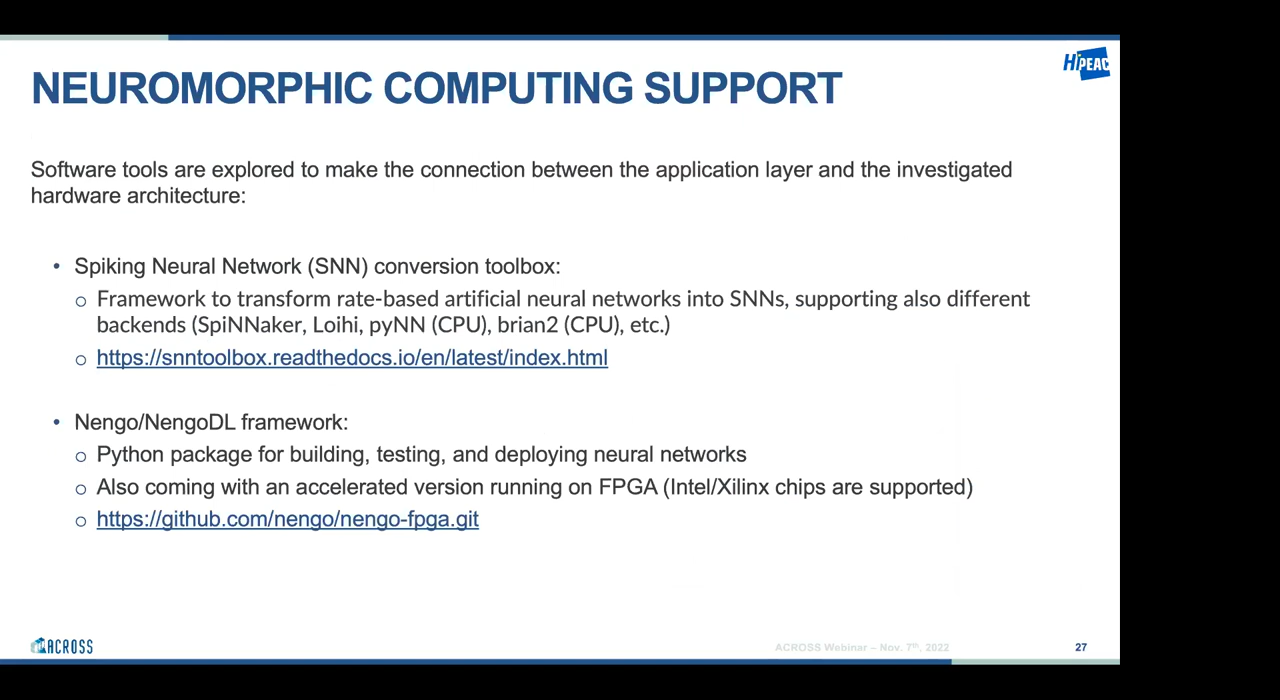 HiPEAC
NEUROMORPHIC COMPUTING SUPPORT
Software tools are explored to make the connection between the application layer and the investigated
hardware architecture:
• Spiking Neural Network (SNN) conversion toolbox:
o Framework to transform rate-based artificial neural networks into SNNs, supporting also different
backends (SpiNNaker, Loihi, pyNN (CPU), brian2 (CPU), etc.)
o https://snntoolbox.readthedocs.io/en/latest/index.html
• Nengo/NengoDL framework:
o Python package for building, testing, and deploying neural networks
o Also coming with an accelerated version running on FPGA (Intel/Xilinx chips are supported)
o https://github.com/nengo/nengo-fpga.git
ACROSS
ACROSS Webinar – Nov. 7th, 2022
27